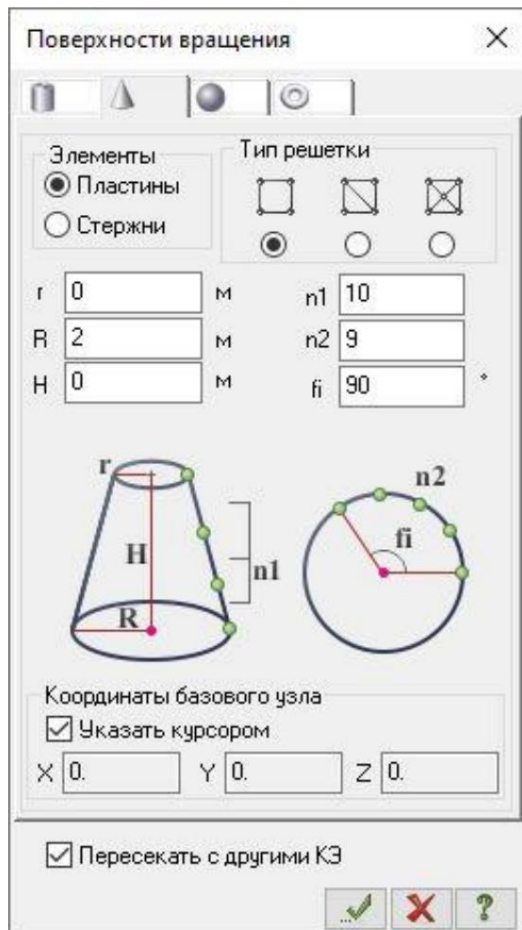 Поверхности вращения
Элементы
Пластины
Стержни
Тип решетки
r 0 м n1 10
R 2 м n2 9
H 0 м fi 90 °
r
H
R
n1
n2
fi
Координаты базового узла
Указать курсором
X 0. Y 0. Z 0.
Пересекать с другими КЭ
?